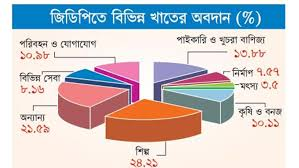 জিডিপিতে বিভিন্ন খাতের অবদান (%)
পরিবহন ও যোগাযোগ
১০.৯৮
পাইকারি ও খুচরা বাণিজ্য
১৩.৮৮
বিভিন্ন সেবা
৮.১৬
নির্মাণ ৭.৫৭
মৎস্য ৩.৫
অন্যান্য
২১.৫৯
কৃষি ও বনজ
১০.১১
শিল্প
২৪.২১